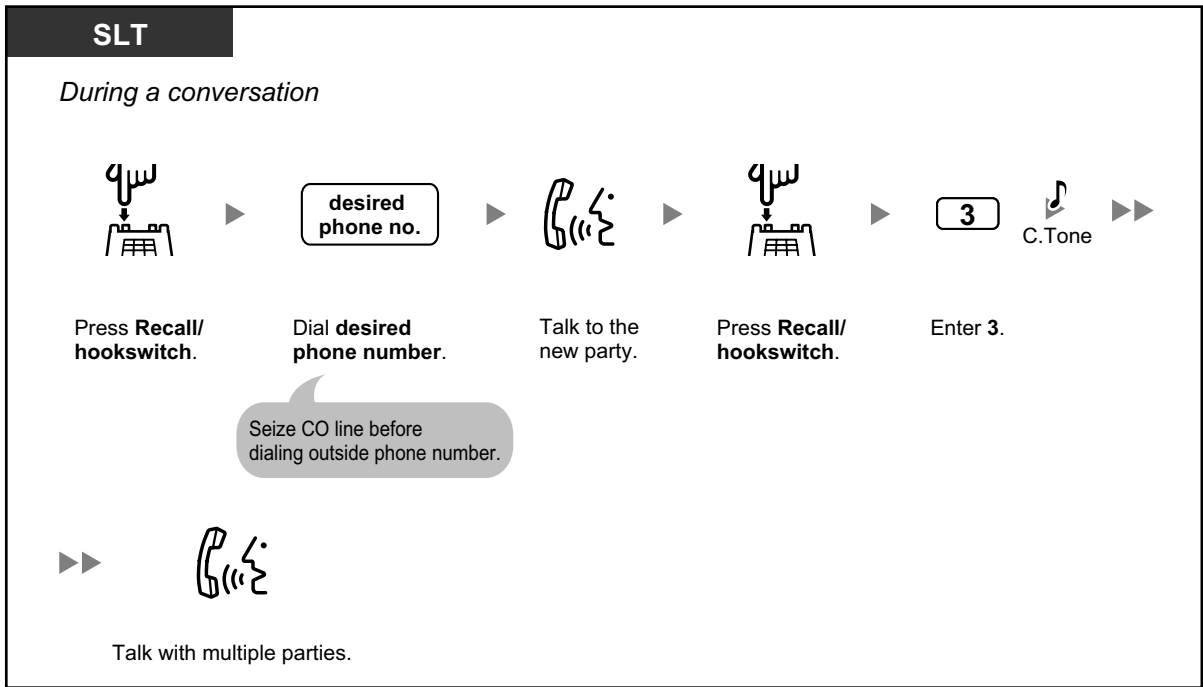 SLT
During a conversation
desired
phone no.
3
C.Tone
Press Recall/
hookswitch.
Dial desired
phone number.
Talk to the
new party.
Press Recall/
hookswitch.
Enter 3.
Seize CO line before
dialing outside phone number.
Talk with multiple parties.